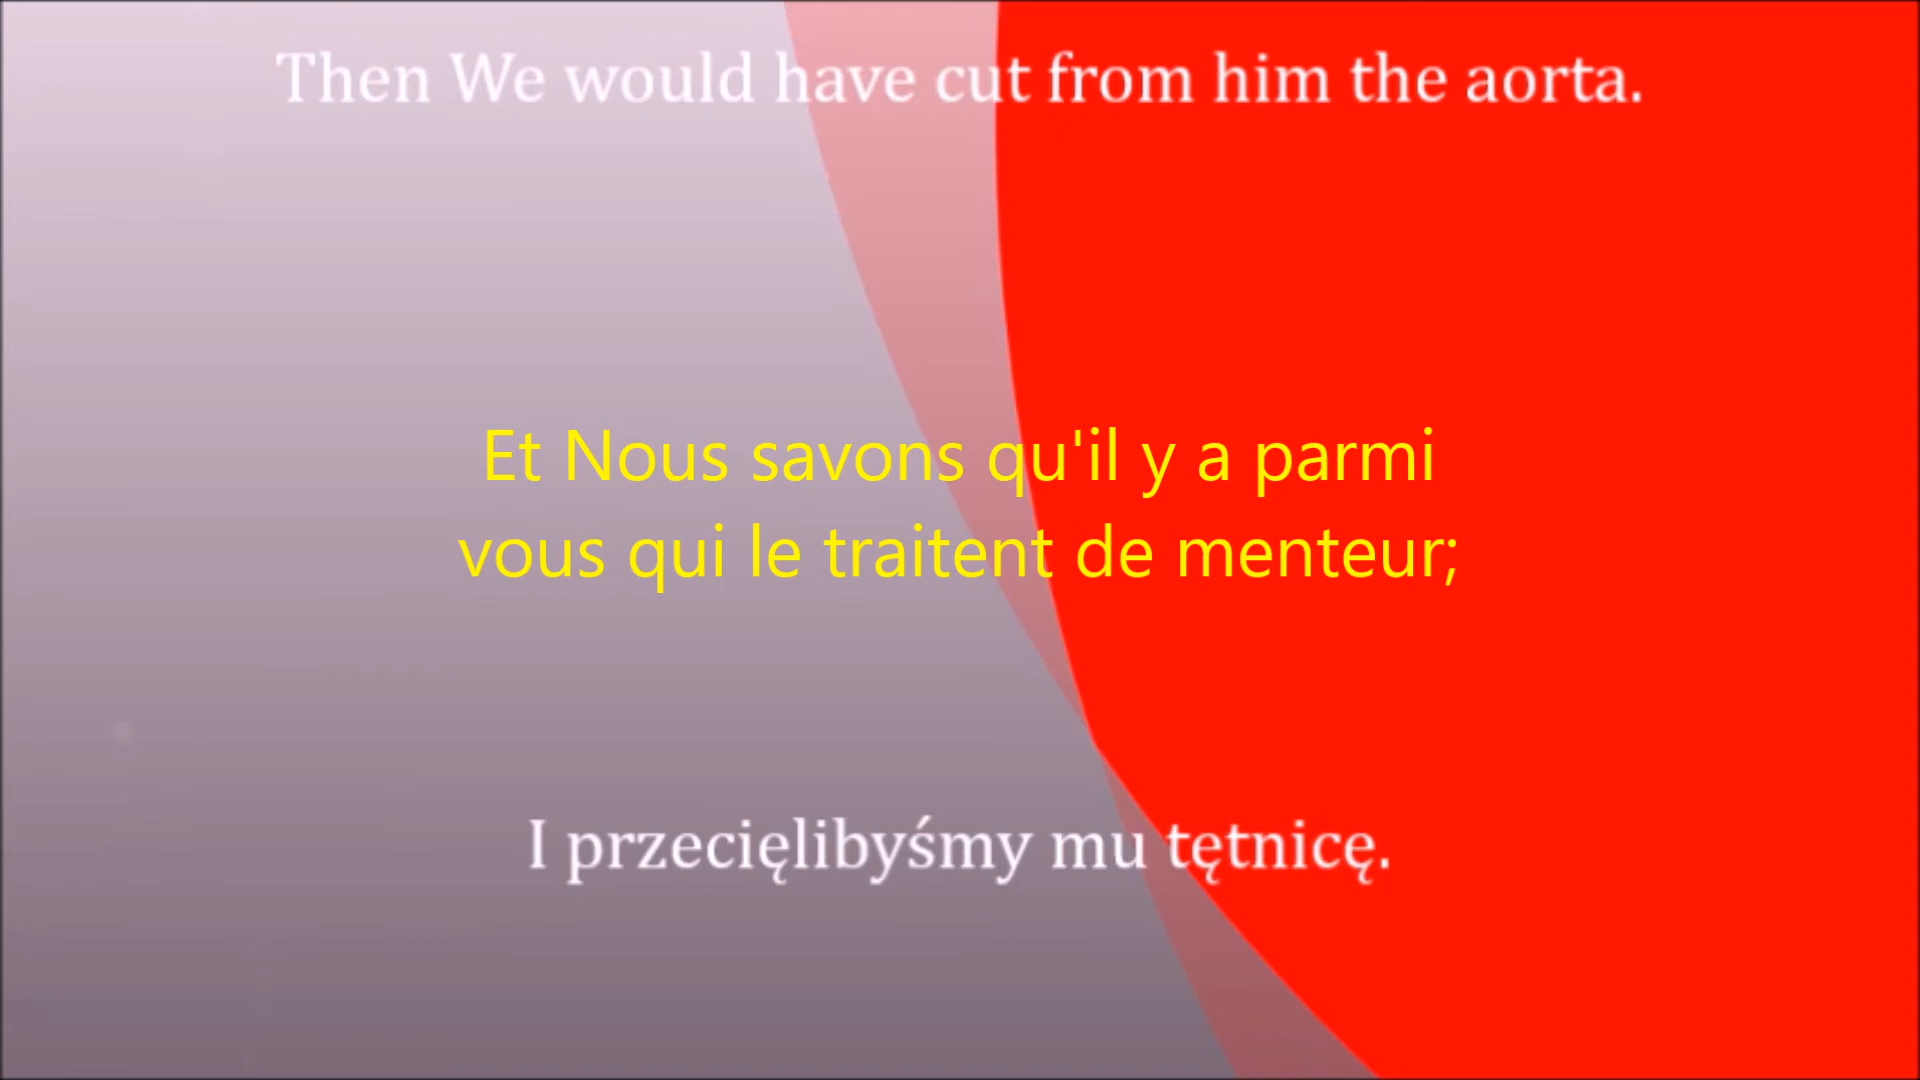 Then We would have cut from him the aorta.
Et Nous savons qu'il y a parmi
vous qui le traitent de menteur;
I przecięlibyśmy mu tętnicę.